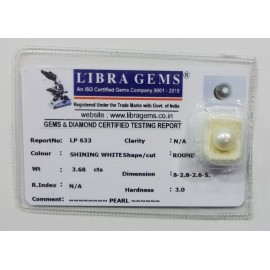 LIBRA GEMS®
An ISO Certified Gems Company 9001 - 2015
Registered Under the Trade Marks with Govt. of India
website : www.libragems.co.in
GEMS & DIAMOND CERTIFIED TESTING REPORT
ReportNo: LP 633 Clarity : N/A
Colour : SHINING WHITE Shape/cut : ROUND
Wt : 3.68 cts Dimension : 8-2.8-2.6-5.
R.Index : N/A Hardness : 3.0
Comment : PEARL